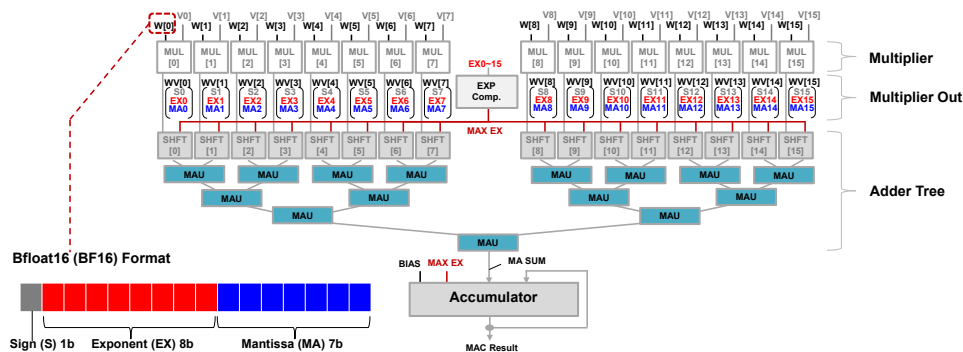 V[0] V[1] V[2] V[3] V[4] V[5] V[6] V[7] V[8] V[9] V[10] V[11] V[12] V[13] V[14] V[15]
W[0] W[1] W[2] W[3] W[4] W[5] W[6] W[7] W[8] W[9] W[10] W[11] W[12] W[13] W[14] W[15]
MUL MUL MUL MUL MUL MUL MUL MUL MUL MUL MUL MUL MUL MUL MUL MUL
[0] [1] [2] [3] [4] [5] [6] [7] [8] [9] [10] [11] [12] [13] [14] [15]
Multiplier
EX0~15
WV[0] WV[1] WV[2] WV[3] WV[4] WV[5] WV[6] WV[7] WV[8] WV[9] WV[10] WV[11] WV[12] WV[13] WV[14] WV[15]
S0 S1 S2 S3 S4 S5 S6 S7 S8 S9 S10 S11 S12 S13 S14 S15
EX0 EX1 EX2 EX3 EX4 EX5 EX6 EX7 EX8 EX9 EX10 EX11 EX12 EX13 EX14 EX15
MA0 MA1 MA2 MA3 MA4 MA5 MA6 MA7 MA8 MA9 MA10 MA11 MA12 MA13 MA14 MA15
EXP
Comp.
Multiplier Out
MAX EX
SHFT SHFT SHFT SHFT SHFT SHFT SHFT SHFT SHFT SHFT SHFT SHFT SHFT SHFT SHFT SHFT
[0] [1] [2] [3] [4] [5] [6] [7] [8] [9] [10] [11] [12] [13] [14] [15]
MAU MAU MAU MAU MAU MAU MAU MAU
MAU MAU MAU MAU
MAU MAU
MAU
Adder Tree
Bfloat16 (BF16) Format
BIAS MAX EX MA SUM
Accumulator
Sign (S) 1b Exponent (EX) 8b Mantissa (MA) 7b
MAC Result